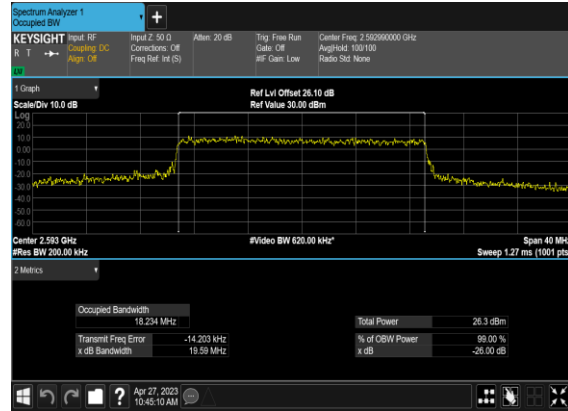 Spectrum Analyzer 1
Occupied BW
+
KEYSIGHT Input: RF Input Z: 50 Ω Atten: 20 dB Trig: Free Run Center Freq: 2.592990000 GHz
R T Coupling: DC Corrections: Off Gate: Off Avg|Hold: 100/100
Align: Off Freq Ref: Int (S) #IF Gain: Low Radio Std: None
LM
1 Graph Ref Lvl Offset 26.10 dB
Scale/Div 10.0 dB Ref Value 30.00 dBm
Log
20.0
10.0
0.00
-10.0
-20.0
-30.0
-40.0
-50.0
-60.0
Center 2.593 GHz #Video BW 620.00 kHz* Span 40 MHz
#Res BW 200.00 kHz Sweep 1.27 ms (1001 pts)
2 Metrics
Occupied Bandwidth
18.234 MHz Total Power 26.3 dBm
Transmit Freq Error -14.203 kHz % of OBW Power 99.00 %
x dB Bandwidth 19.59 MHz x dB -26.00 dB
? Apr 27, 2023
10:45:10 AM